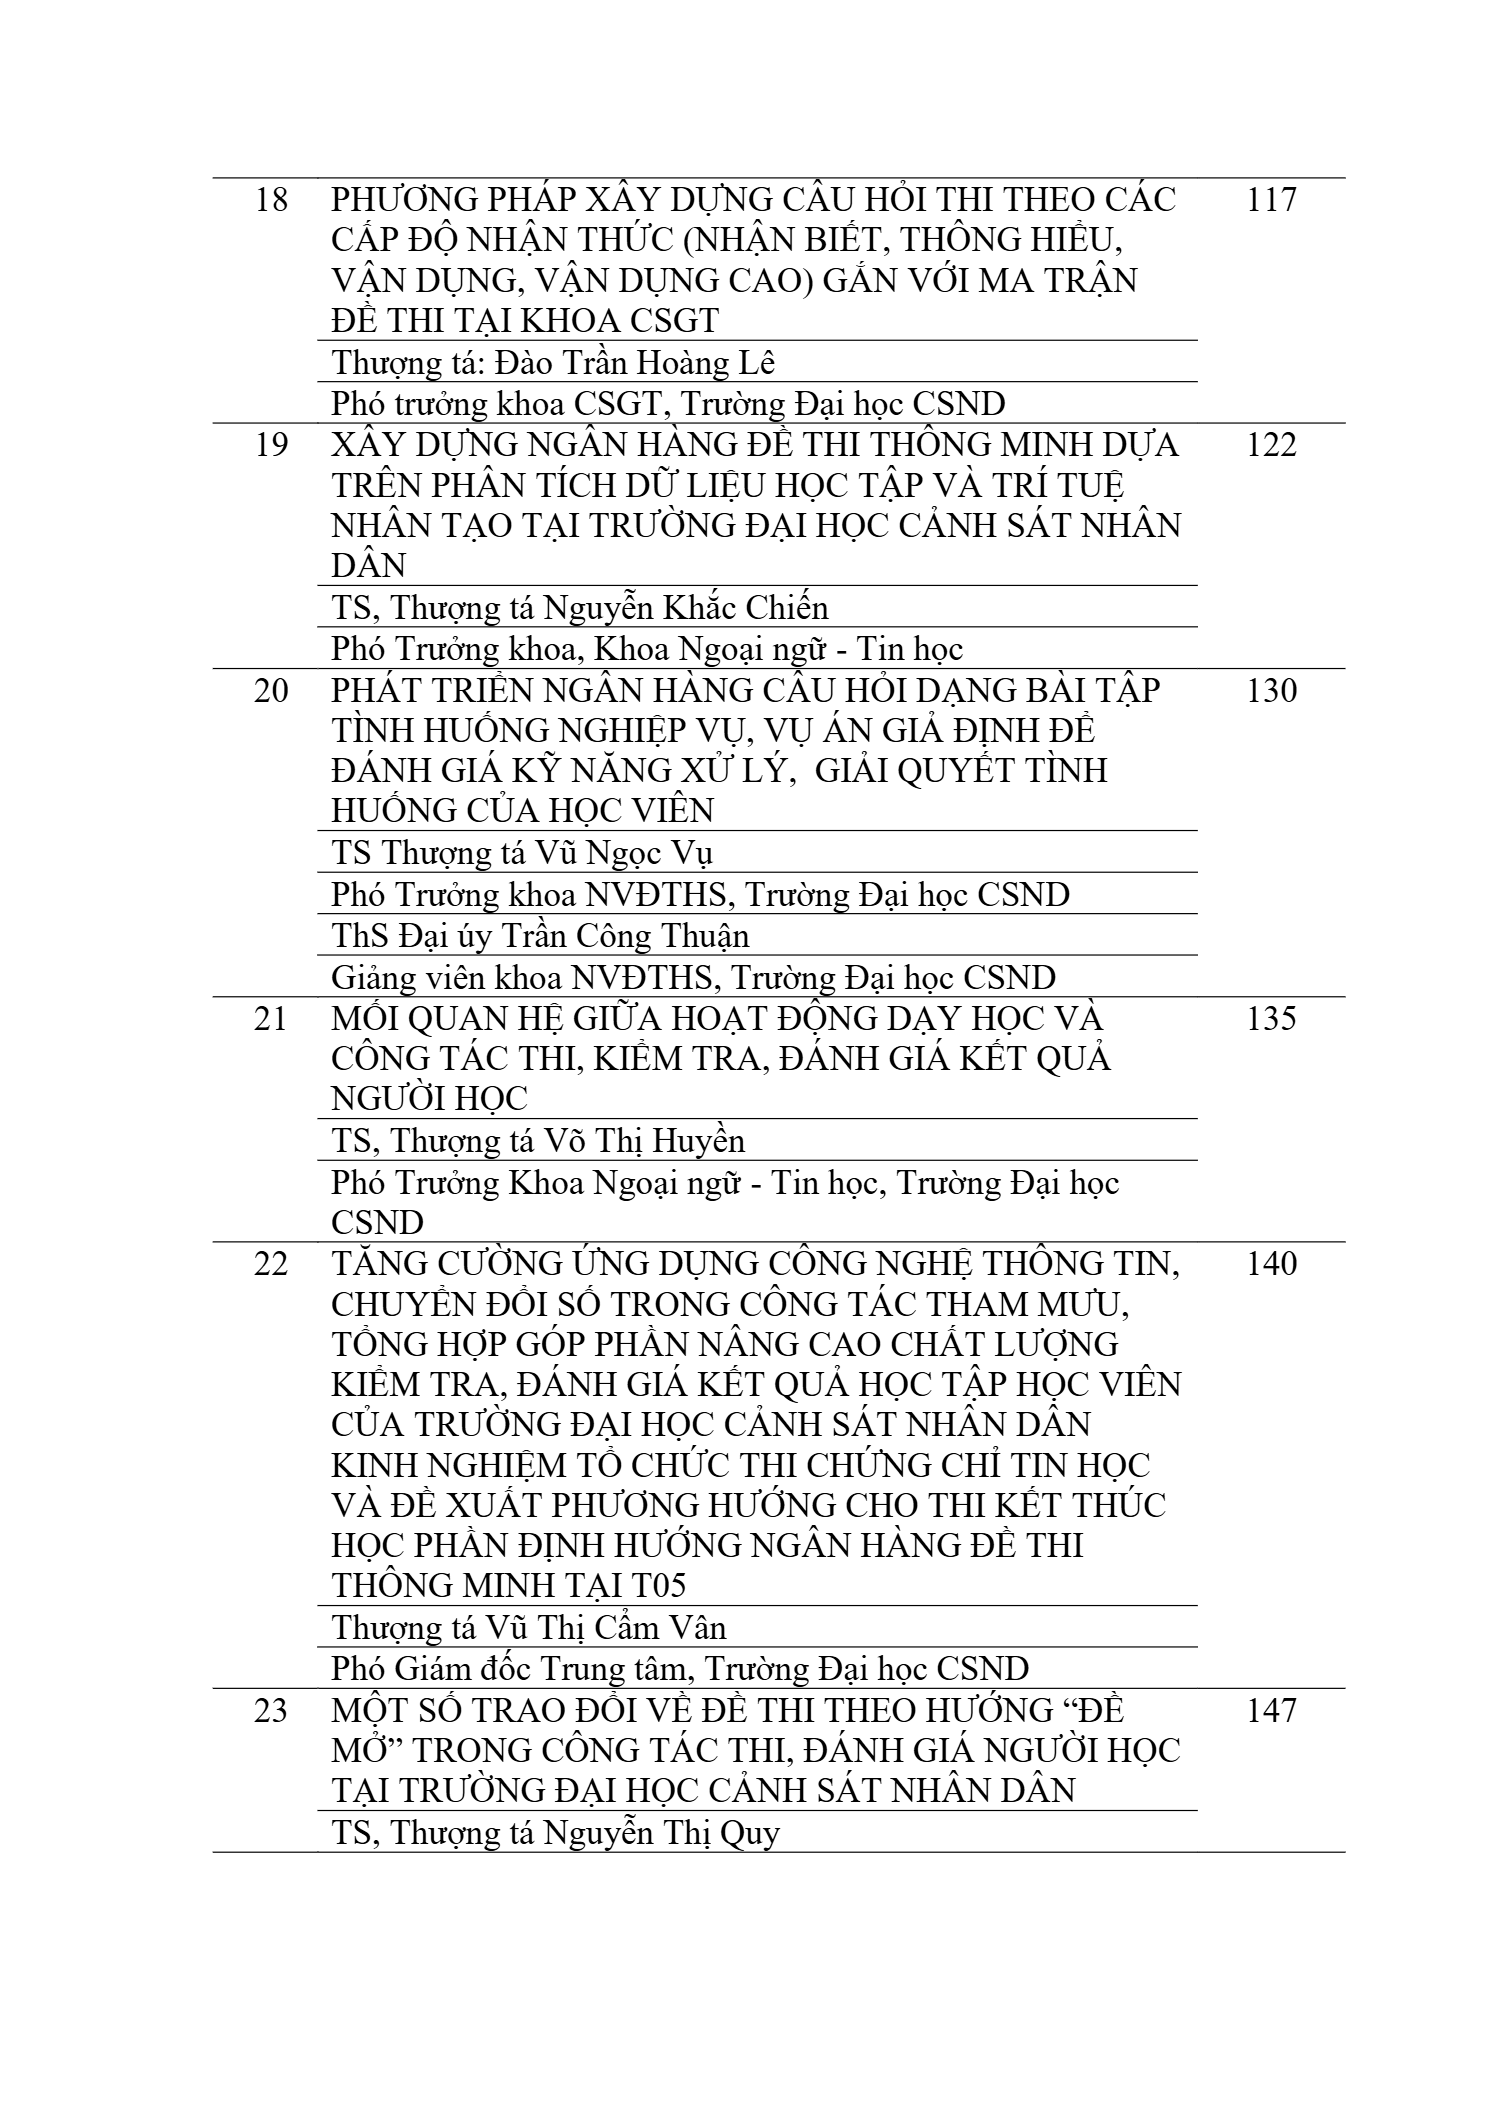 18 PHƯƠNG PHÁP XÂY DỰNG CÂU HỎI THI THEO CÁC 117
CẤP ĐỘ NHẬN THỨC (NHẬN BIẾT, THÔNG HIỂU,
VẬN DỤNG, VẬN DỤNG CAO) GẮN VỚI MA TRẬN
ĐỀ THI TẠI KHOA CSGT
Thượng tá: Đào Trần Hoàng Lê
Phó trưởng khoa CSGT, Trường Đại học CSND
19 XÂY DỰNG NGÂN HÀNG ĐỀ THI THÔNG MINH DỰA 122
TRÊN PHÂN TÍCH DỮ LIỆU HỌC TẬP VÀ TRÍ TUỆ
NHÂN TẠO TẠI TRƯỜNG ĐẠI HỌC CẢNH SÁT NHÂN
DÂN
TS, Thượng tá Nguyễn Khắc Chiến
Phó Trưởng khoa, Khoa Ngoại ngữ - Tin học
20 PHÁT TRIỂN NGÂN HÀNG CÂU HỎI DẠNG BÀI TẬP 130
TÌNH HUỐNG NGHIỆP VỤ, VỤ ÁN GIẢ ĐỊNH ĐỂ
ĐÁNH GIÁ KỸ NĂNG XỬ LÝ,  GIẢI QUYẾT TÌNH
HUỐNG CỦA HỌC VIÊN
TS Thượng tá Vũ Ngọc Vụ
Phó Trưởng khoa NVĐTHS, Trường Đại học CSND
ThS Đại úy Trần Công Thuận
Giảng viên khoa NVĐTHS, Trường Đại học CSND
21 MỐI QUAN HỆ GIỮA HOẠT ĐỘNG DẠY HỌC VÀ 135
CÔNG TÁC THI, KIỂM TRA, ĐÁNH GIÁ KẾT QUẢ
NGƯỜI HỌC
TS, Thượng tá Võ Thị Huyền
Phó Trưởng Khoa Ngoại ngữ - Tin học, Trường Đại học
CSND
22 TĂNG CƯỜNG ỨNG DỤNG CÔNG NGHỆ THÔNG TIN, 140
CHUYỂN ĐỔI SỐ TRONG CÔNG TÁC THAM MƯU,
TỔNG HỢP GÓP PHẦN NÂNG CAO CHẤT LƯỢNG
KIỂM TRA, ĐÁNH GIÁ KẾT QUẢ HỌC TẬP HỌC VIÊN
CỦA TRƯỜNG ĐẠI HỌC CẢNH SÁT NHÂN DÂN
KINH NGHIỆM TỔ CHỨC THI CHỨNG CHỈ TIN HỌC
VÀ ĐỀ XUẤT PHƯƠNG HƯỚNG CHO THI KẾT THÚC
HỌC PHẦN ĐỊNH HƯỚNG NGÂN HÀNG ĐỀ THI
THÔNG MINH TẠI T05
Thượng tá Vũ Thị Cẩm Vân
Phó Giám đốc Trung tâm, Trường Đại học CSND
23 MỘT SỐ TRAO ĐỔI VỀ ĐỀ THI THEO HƯỚNG “ĐỀ 147
MỞ” TRONG CÔNG TÁC THI, ĐÁNH GIÁ NGƯỜI HỌC
TẠI TRƯỜNG ĐẠI HỌC CẢNH SÁT NHÂN DÂN
TS, Thượng tá Nguyễn Thị Quy